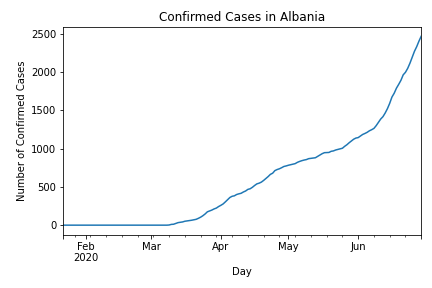 Confirmed Cases in Albania
Number of Confirmed Cases
2500
2000
1500
1000
500
0
Feb Mar Apr May Jun
2020
Day